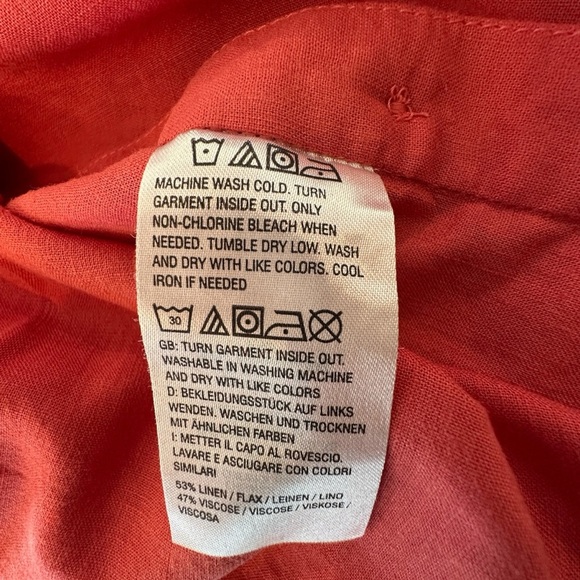 MACHINE WASH COLD. TURN
GARMENT INSIDE OUT. ONLY
NON-CHLORINE BLEACH WHEN
NEEDED. TUMBLE DRY LOW. WASH
AND DRY WITH LIKE COLORS. COOL
IRON IF NEEDED
30
GB: TURN GARMENT INSIDE OUT.
WASHABLE IN WASHING MACHINE
AND DRY WITH LIKE COLORS
D: BEKLEIDUNGSSTÜCK AUF LINKS
WENDEN. WASCHEN UND TROCKNEN
MIT ÄHNLICHEN FARBEN
I: METTER IL CAPO AL ROVESCIO.
LAVARE E ASCIUGARE CON COLORI
SIMILARI
53% LINEN / FLAX / LEINEN / LINO
47% VISCOSE / VISCOSE / VISKOSE /
VISCOSA